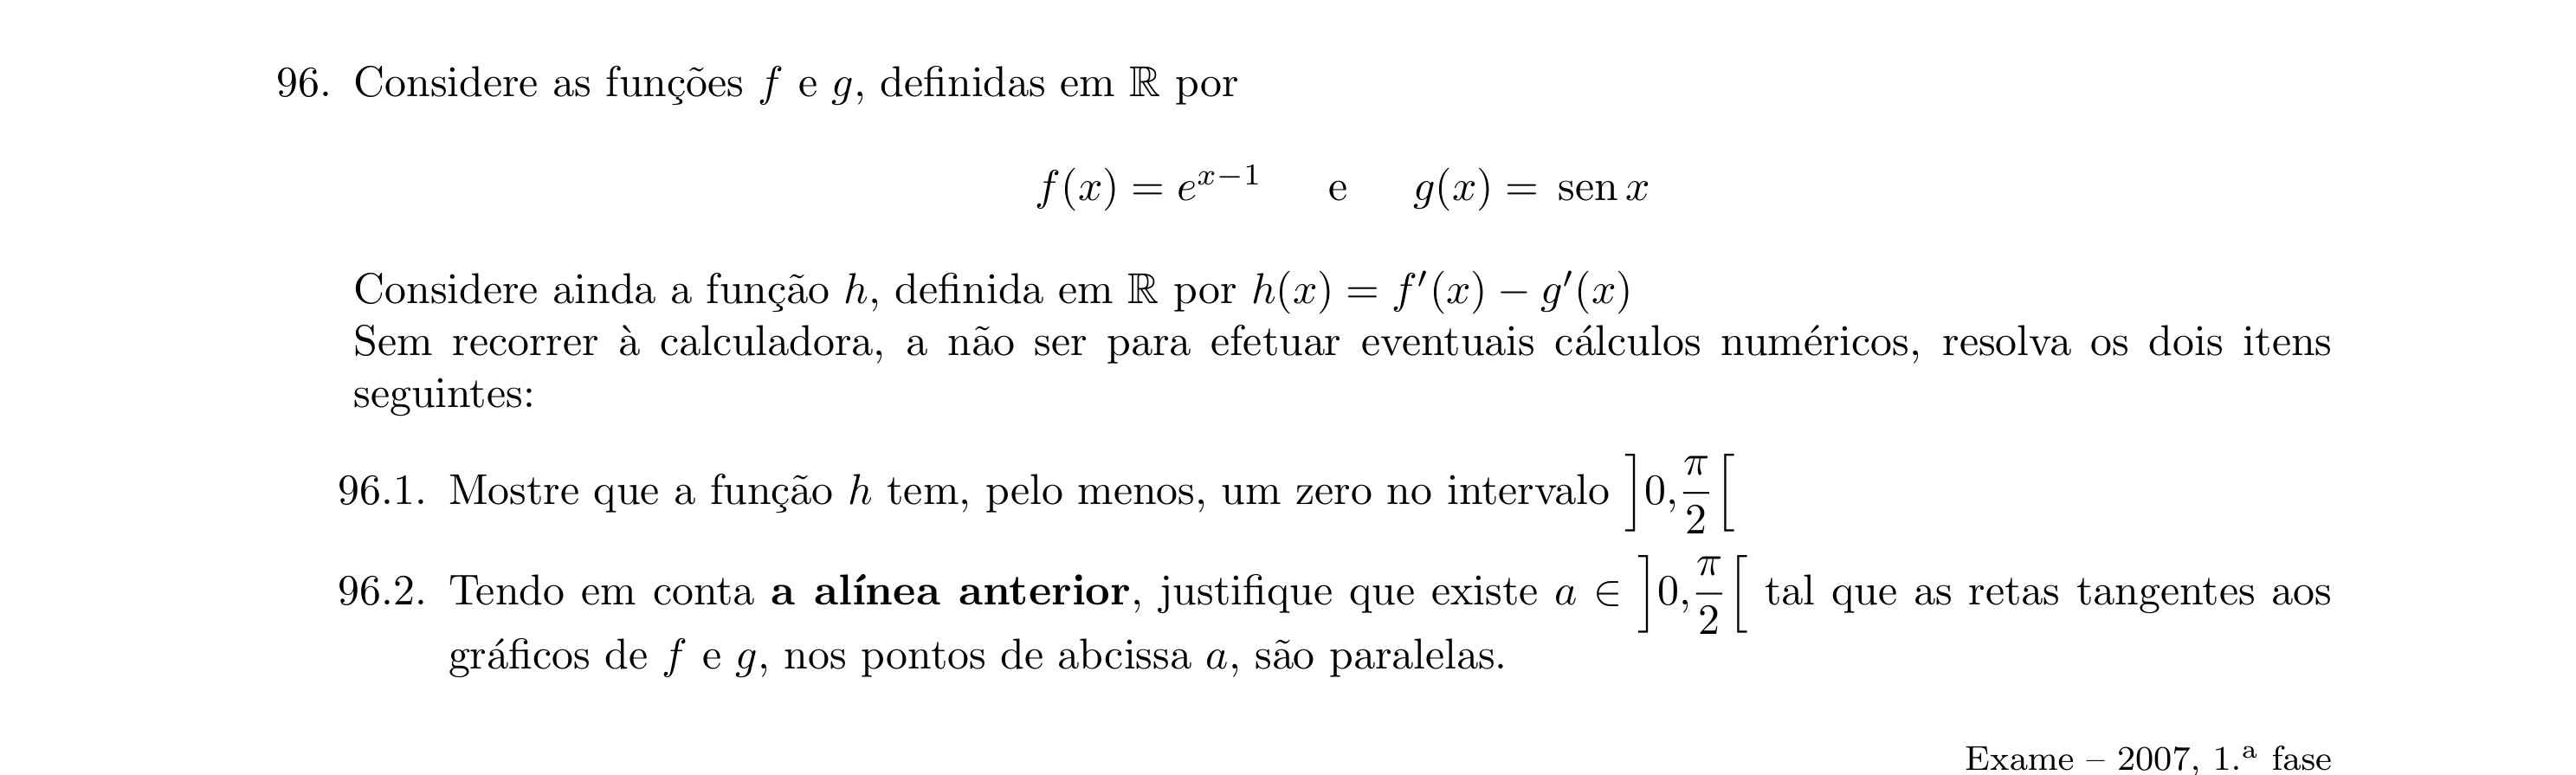 96. Considere as funções f e g, definidas em ℝ por
f(x) = e^{x−1} e g(x) = sen x
Considere ainda a função h, definida em ℝ por h(x) = f′(x) − g′(x)
Sem recorrer à calculadora, a não ser para efetuar eventuais cálculos numéricos, resolva os dois itens
seguintes:
96.1. Mostre que a função h tem, pelo menos, um zero no intervalo ]0, π/2[
96.2. Tendo em conta a alínea anterior, justifique que existe a ∈ ]0, π/2[ tal que as retas tangentes aos
gráficos de f e g, nos pontos de abcissa a, são paralelas.
Exame – 2007, 1.ª fase